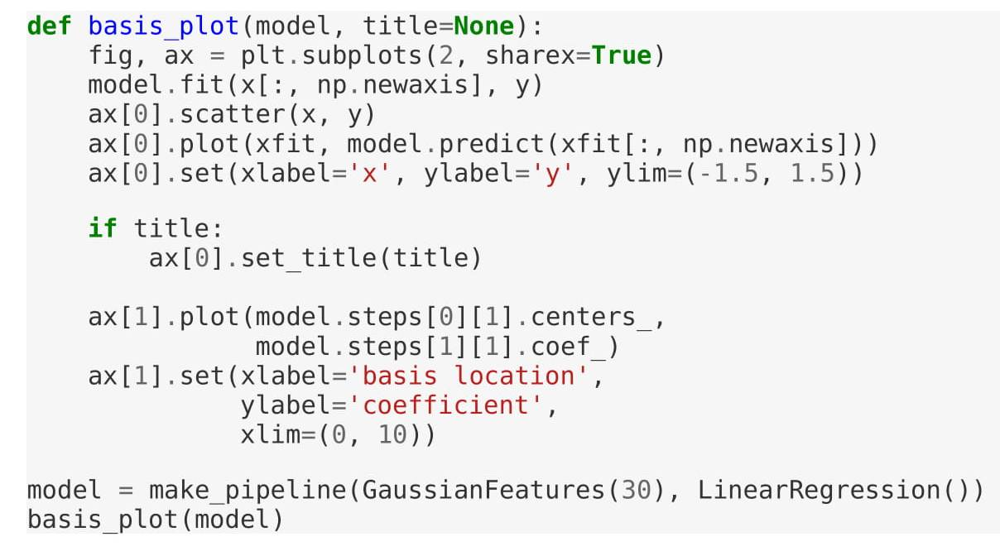 def basis_plot(model, title=None):
    fig, ax = plt.subplots(2, sharex=True)
    model.fit(x[:, np.newaxis], y)
    ax[0].scatter(x, y)
    ax[0].plot(xfit, model.predict(xfit[:, np.newaxis]))
    ax[0].set(xlabel='x', ylabel='y', ylim=(-1.5, 1.5))

    if title:
        ax[0].set_title(title)

    ax[1].plot(model.steps[0][1].centers_,
               model.steps[1][1].coef_)
    ax[1].set(xlabel='basis location',
              ylabel='coefficient',
              xlim=(0, 10))

model = make_pipeline(GaussianFeatures(30), LinearRegression())
basis_plot(model)